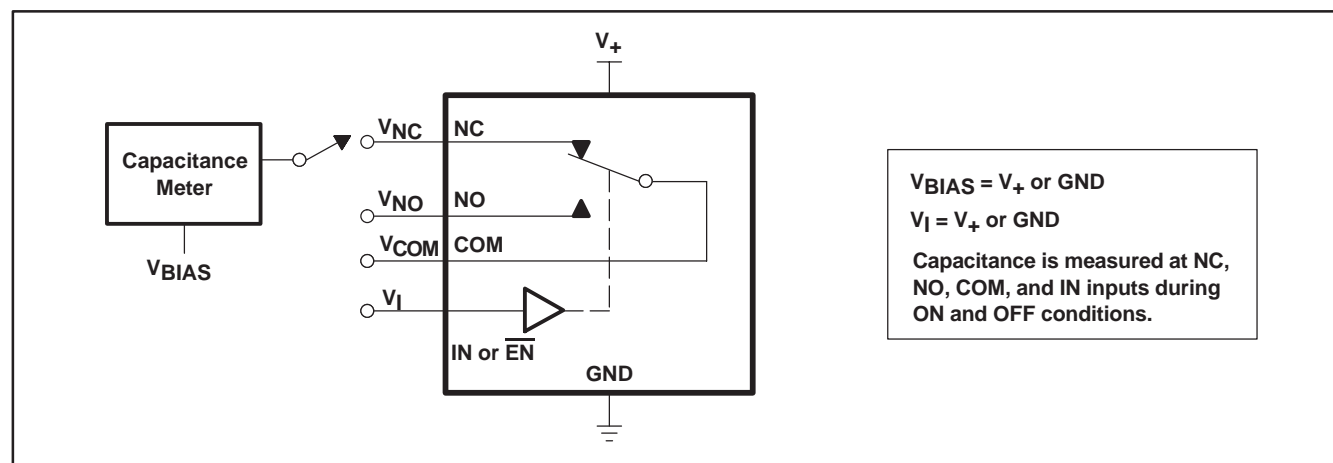 V+
Capacitance
Meter
VBIAS
VNC NC
VNO NO
VCOM COM
VI
IN or E̅N̅
GND
VBIAS = V+ or GND
VI = V+ or GND
Capacitance is measured at NC,
NO, COM, and IN inputs during
ON and OFF conditions.